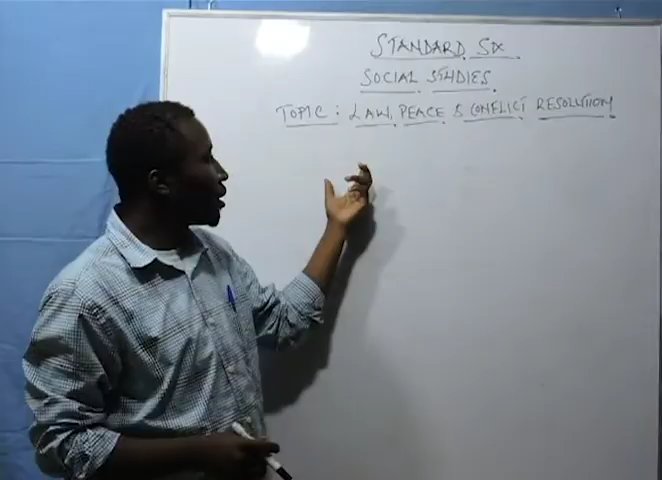 STANDARD SIX
SOCIAL STUDIES
TOPIC: LAW, PEACE & CONFLICT RESOLUTION